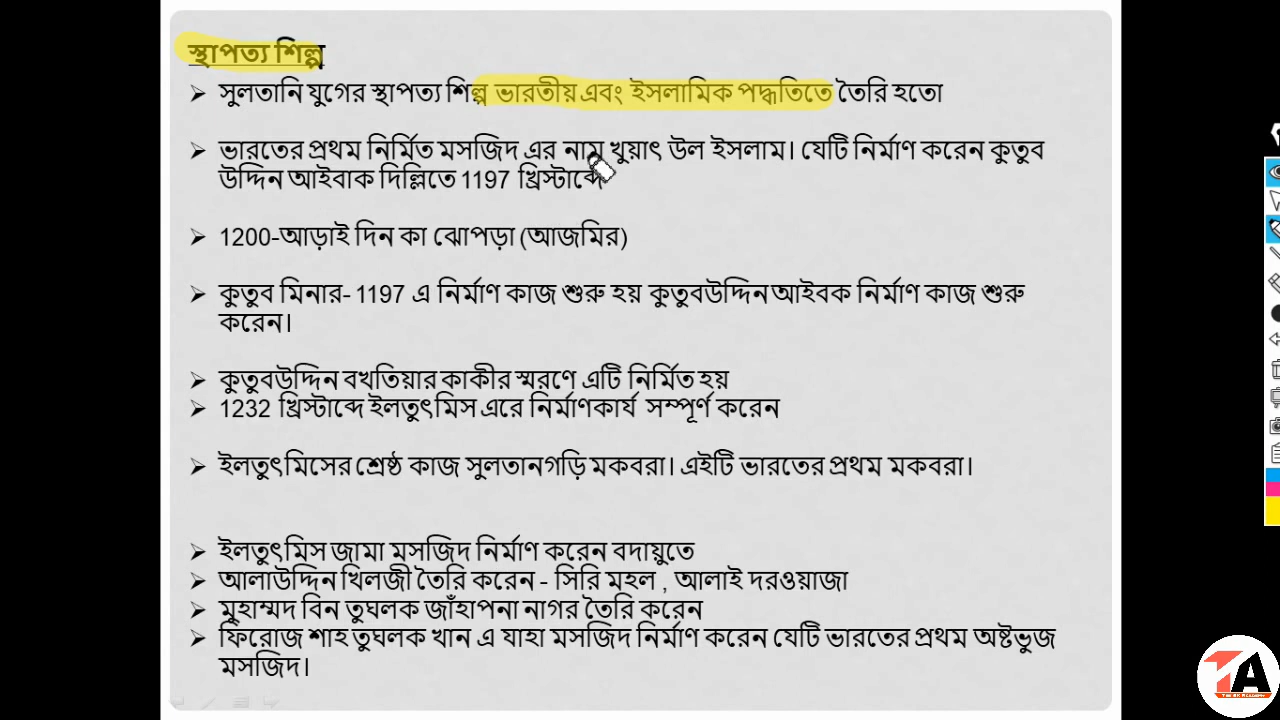 স্থাপত্য শিল্প
➢ সুলতানি যুগের স্থাপত্য শিল্প ভারতীয় এবং ইসলামিক পদ্ধতিতে তৈরি হতো
➢ ভারতের প্রথম নির্মিত মসজিদ এর নাম খুয়াৎ উল ইসলাম। যেটি নির্মাণ করেন কুতুব
উদ্দিন আইবাক দিল্লিতে 1197 খ্রিস্টাব্দে
➢ 1200-আড়াই দিন কা ঝোপড়া (আজমির)
➢ কুতুব মিনার- 1197 এ নির্মাণ কাজ শুরু হয় কুতুবউদ্দিনআইবক নির্মাণ কাজ শুরু
করেন।
➢ কুতুবউদ্দিন বখতিয়ার কাকীর স্মরণে এটি নির্মিত হয়
➢ 1232 খ্রিস্টাব্দে ইলতুৎমিস এরে নির্মাণকার্য সম্পূর্ণ করেন
➢ ইলতুৎমিসের শ্রেষ্ঠ কাজ সুলতানগড়ি মকবরা। এইটি ভারতের প্রথম মকবরা।
➢ ইলতুৎমিস জামা মসজিদ নির্মাণ করেন বদায়ুতে
➢ আলাউদ্দিন খিলজী তৈরি করেন - সিরি মহল , আলাই দরওয়াজা
➢ মুহাম্মদ বিন তুঘলক জাঁহাপনা নাগর তৈরি করেন
➢ ফিরোজ শাহ তুঘলক খান এ যাহা মসজিদ নির্মাণ করেন যেটি ভারতের প্রথম অষ্টভুজ
মসজিদ।
1A